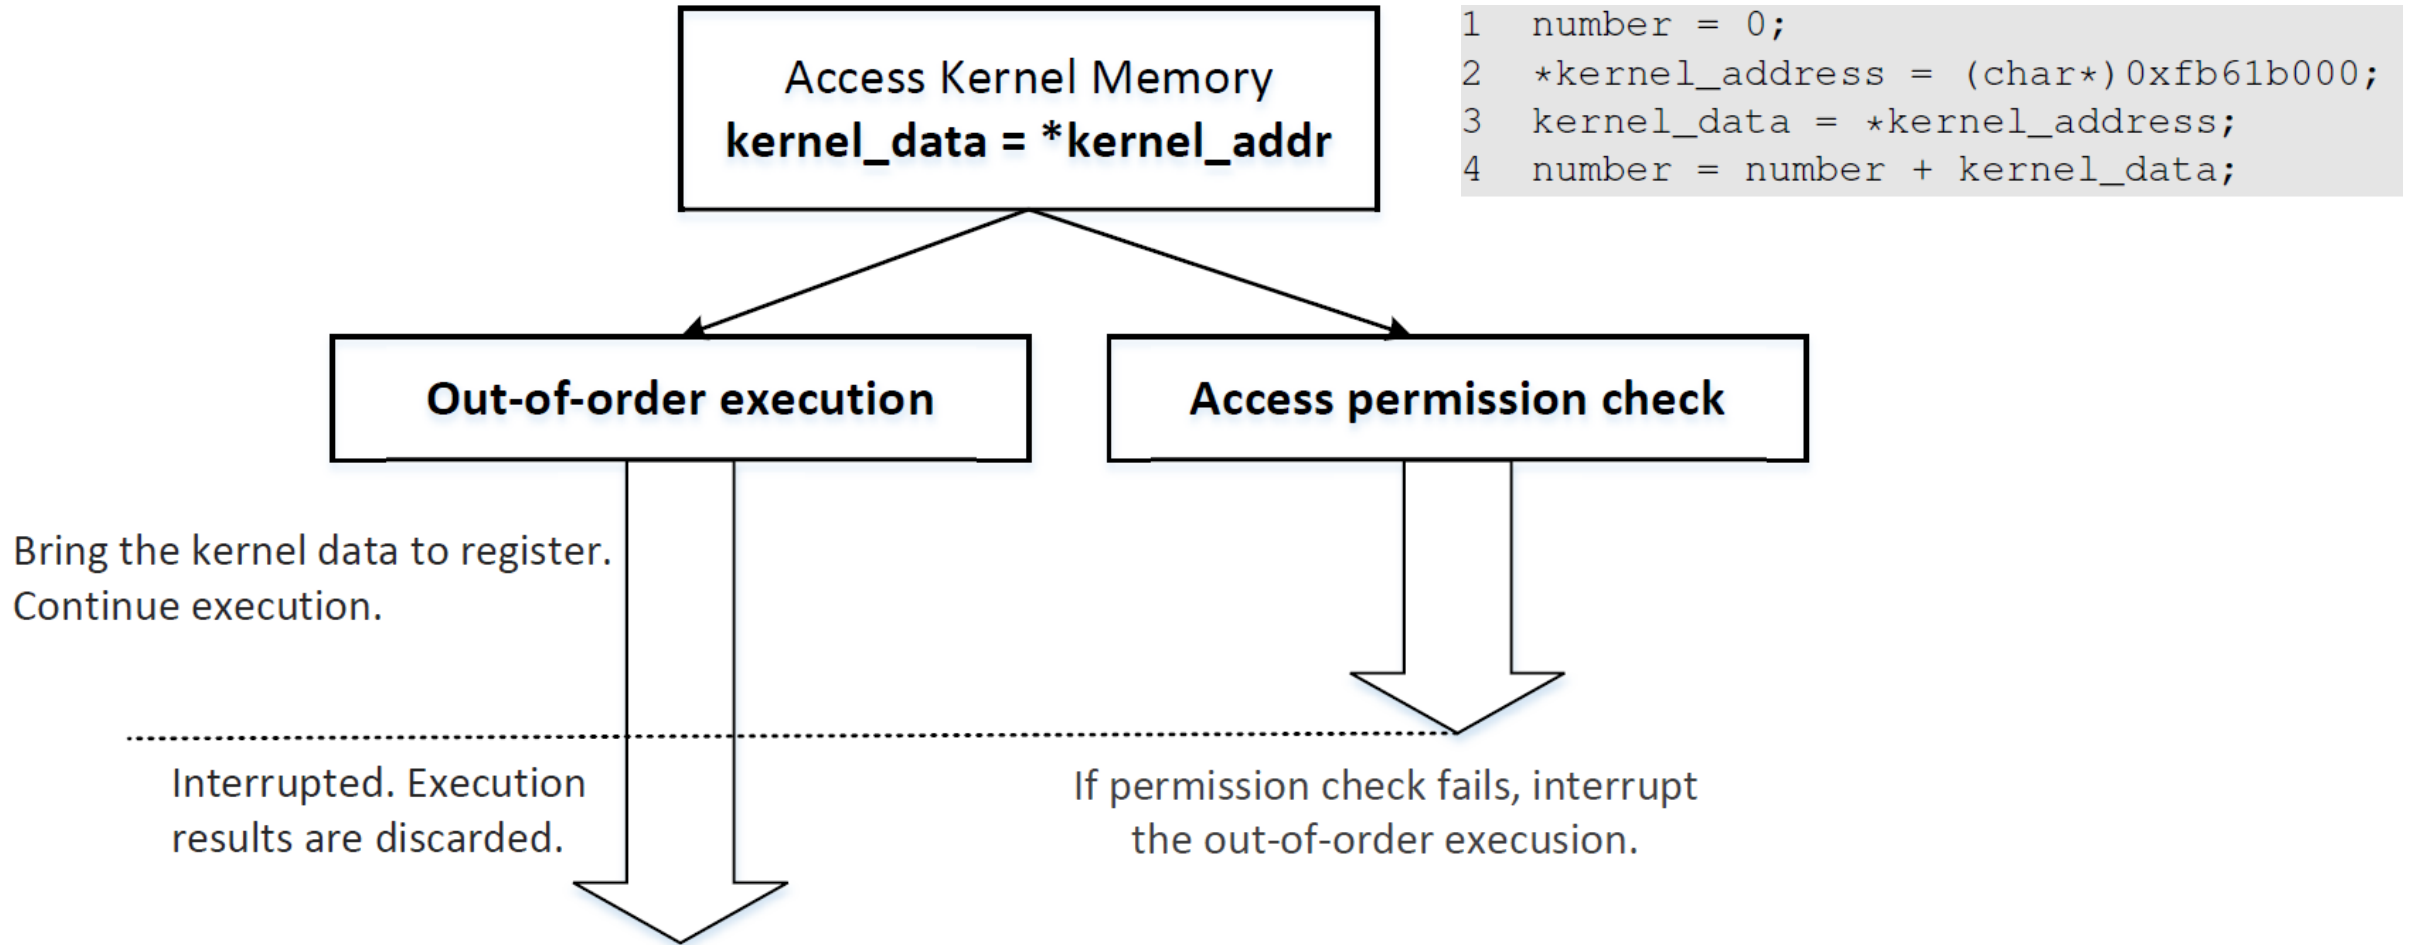 Access Kernel Memory
kernel_data = *kernel_addr
1 number = 0;
2 *kernel_address = (char*)0xfb61b000;
3 kernel_data = *kernel_address;
4 number = number + kernel_data;
Out-of-order execution
Access permission check
Bring the kernel data to register.
Continue execution.
Interrupted. Execution
results are discarded.
If permission check fails, interrupt
the out-of-order execusion.